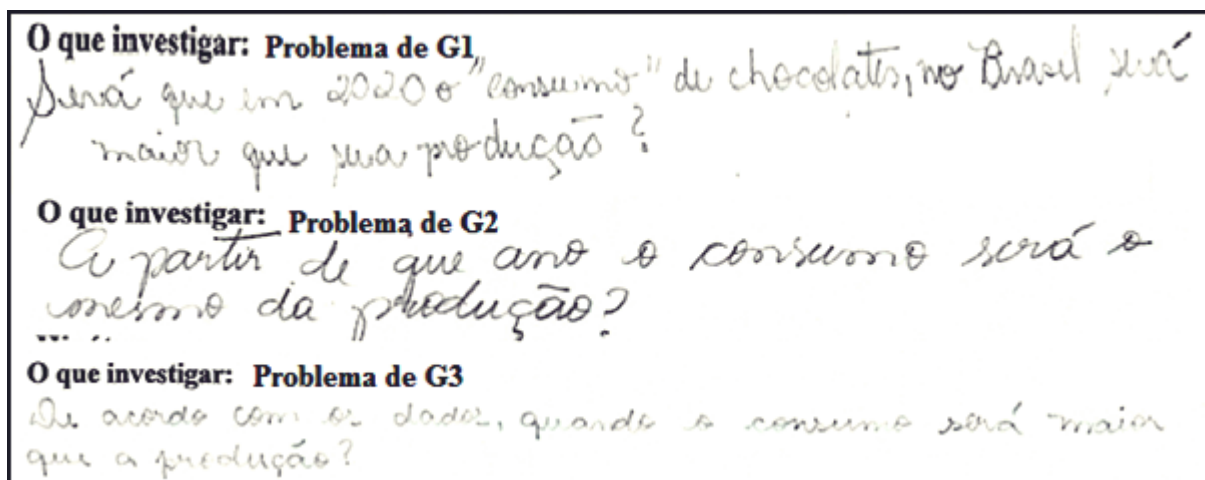 O que investigar: Problema de G1
Será que em 2020 o "consumo" de chocolates, no Brasil será
maior que sua produção?
O que investigar: Problema de G2
A partir de que ano o consumo será o
mesmo da produção?
O que investigar: Problema de G3
De acordo com os dados, quando o consumo será maior
que a produção?